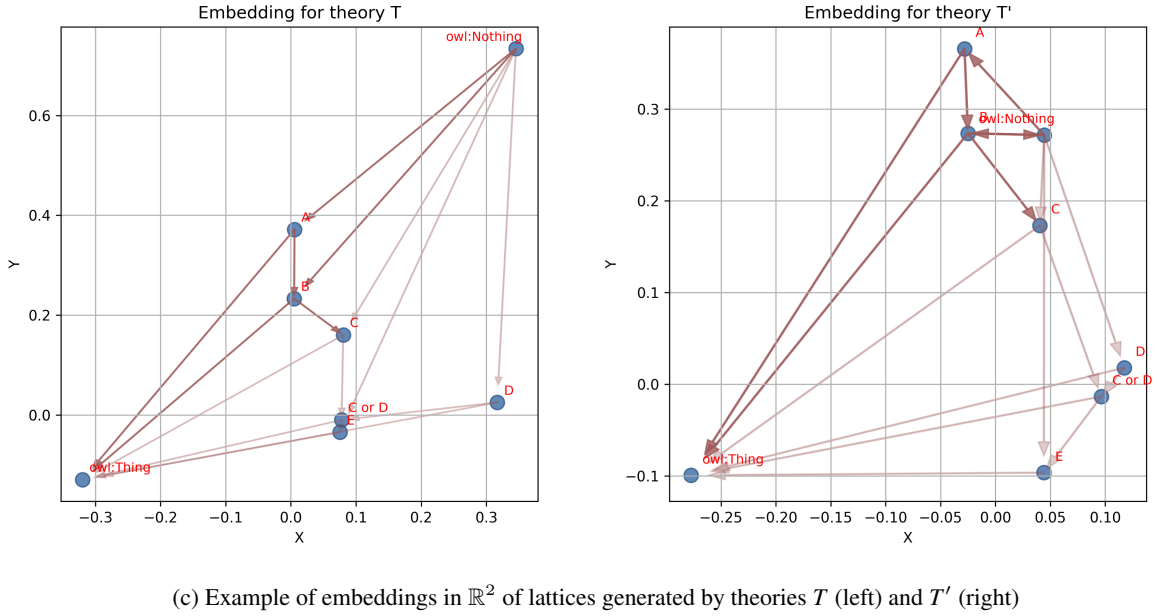 Embedding for theory T
owl:Nothing
0.6
0.4
0.2
0.0
Y
A
B
C
D
C or D
E
owl:Thing
−0.3
−0.2
−0.1
0.0
0.1
0.2
0.3
X
Embedding for theory T'
A
B
owl:Nothing
0.3
0.2
0.1
0.0
−0.1
Y
C
D
C or D
E
owl:Thing
−0.25
−0.20
−0.15
−0.10
−0.05
0.00
0.05
0.10
X
(c) Example of embeddings in ℝ² of lattices generated by theories T (left) and T′ (right)